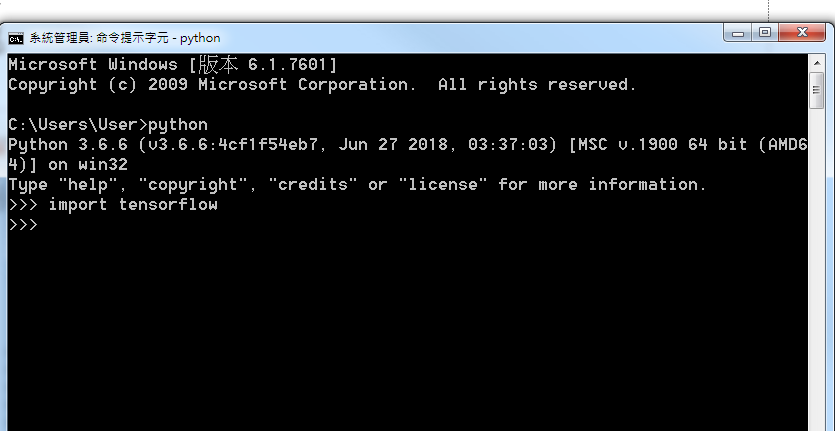 系統管理員: 命令提示字元 - python
Microsoft Windows [版本 6.1.7601]
Copyright (c) 2009 Microsoft Corporation.  All rights reserved.
C:\Users\User>python
Python 3.6.6 (v3.6.6:4cf1f54eb7, Jun 27 2018, 03:37:03) [MSC v.1900 64 bit (AMD6
4)] on win32
Type "help", "copyright", "credits" or "license" for more information.
>>> import tensorflow
>>>